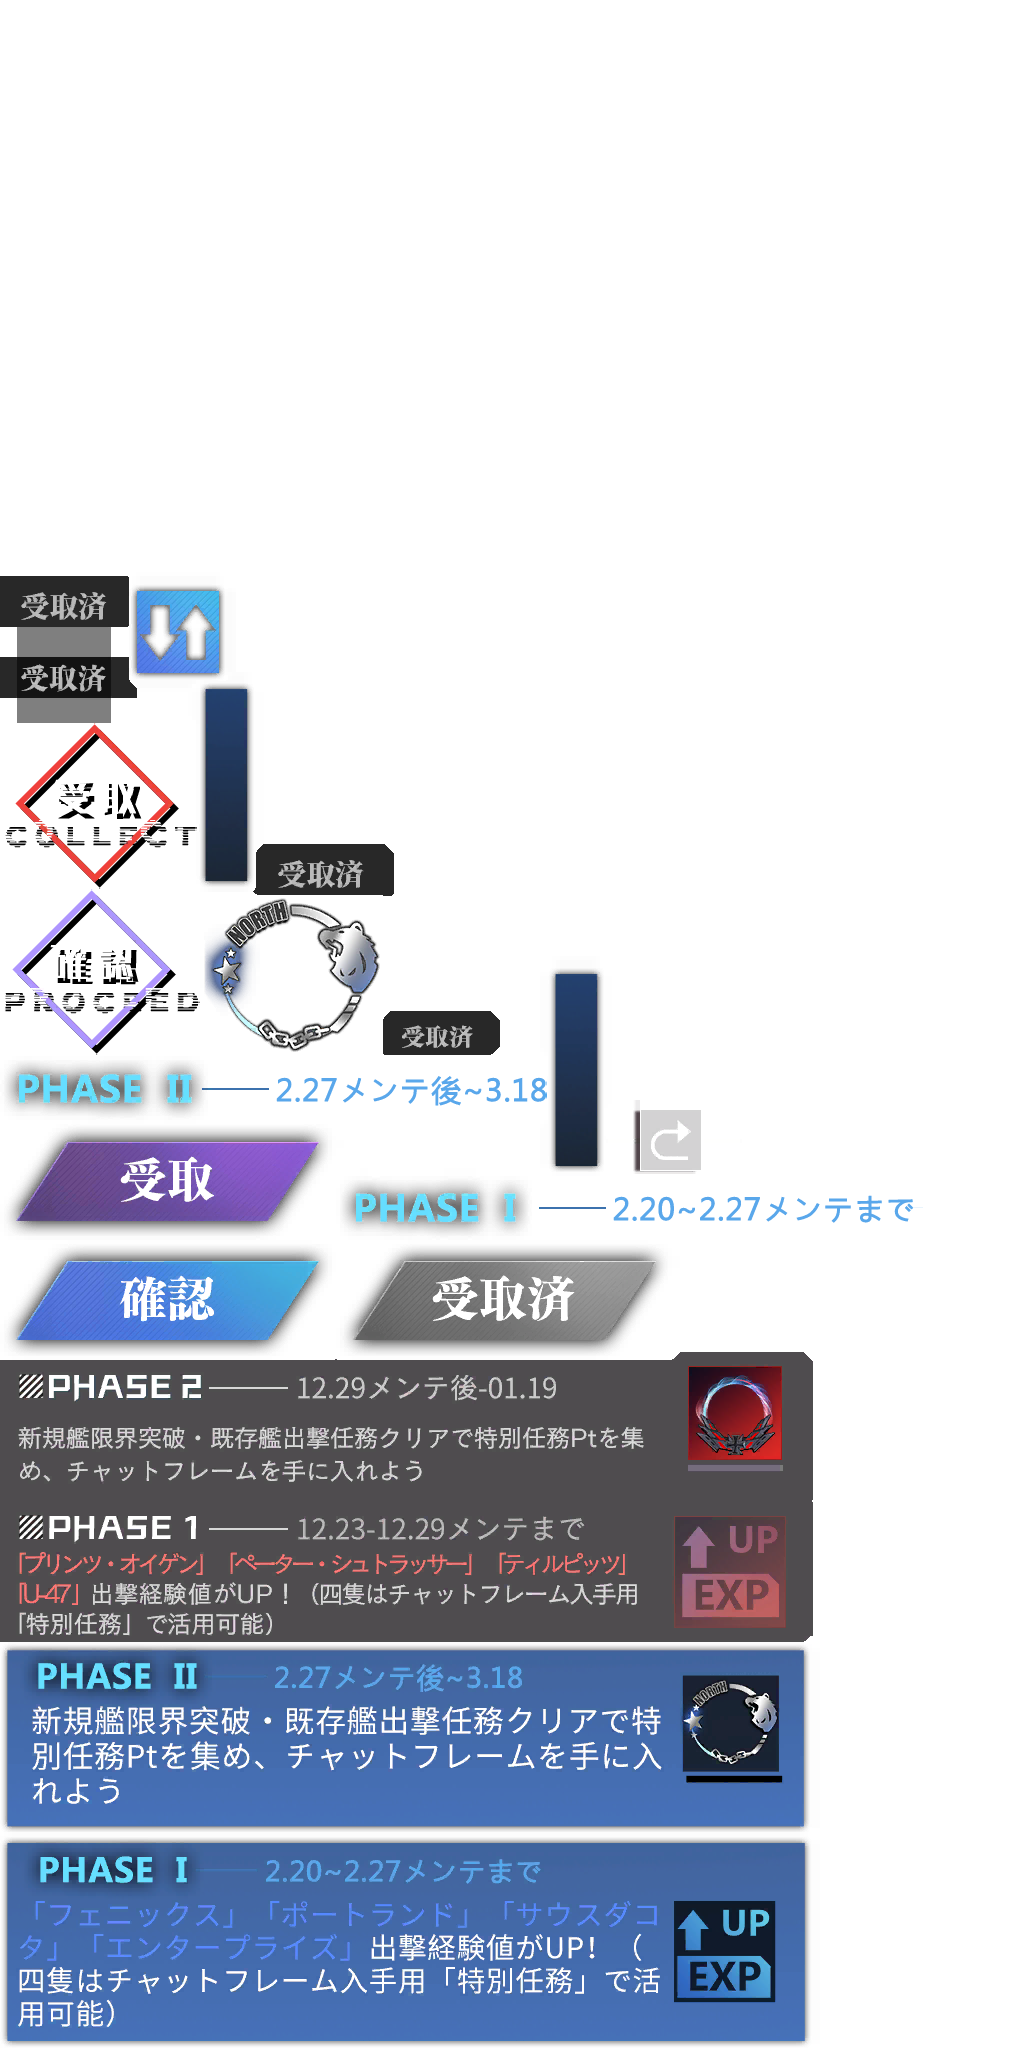 受取済
受取済
受取
COLLECT
受取済
NORTH
確認
PROCEED
受取済
PHASE II 2.27メンテ後~3.18
受取
PHASE I 2.20~2.27メンテまで
確認
受取済
PHASE 2 12.29メンテ後-01.19
新規艦限界突破・既存艦出撃任務クリアで特別任務Ptを集
め、チャットフレームを手に入れよう
PHASE 1 12.23-12.29メンテまで
「プリンツ・オイゲン」「ペーター・シュトラッサー」「ティルピッツ」
「U-47」出撃経験値がUP！（四隻はチャットフレーム入手用
「特別任務」で活用可能）
UP
EXP
PHASE II 2.27メンテ後~3.18
新規艦限界突破・既存艦出撃任務クリアで特
別任務Ptを集め、チャットフレームを手に入
れよう
NORTH
PHASE I 2.20~2.27メンテまで
「フェニックス」「ポートランド」「サウスダコ
タ」「エンタープライズ」出撃経験値がUP!（
四隻はチャットフレーム入手用「特別任務」で活
用可能）
UP
EXP